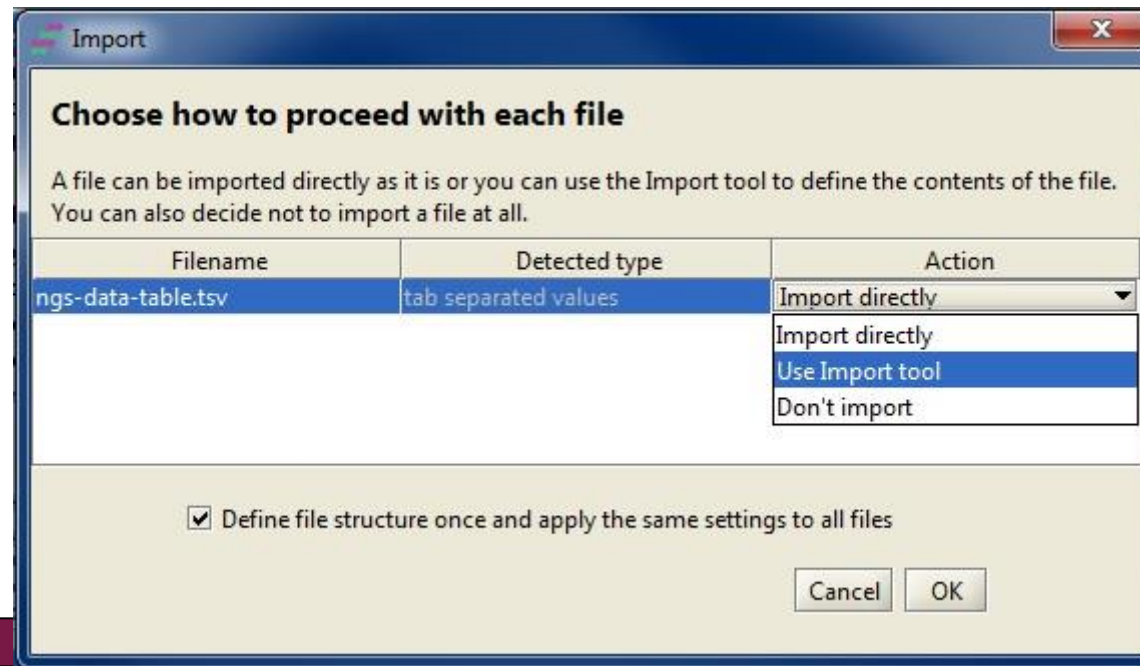 Import
Choose how to proceed with each file
A file can be imported directly as it is or you can use the Import tool to define the contents of the file.
You can also decide not to import a file at all.
Filename Detected type Action
ngs-data-table.tsv tab separated values Import directly
Import directly
Use Import tool
Don't import
Define file structure once and apply the same settings to all files
Cancel OK